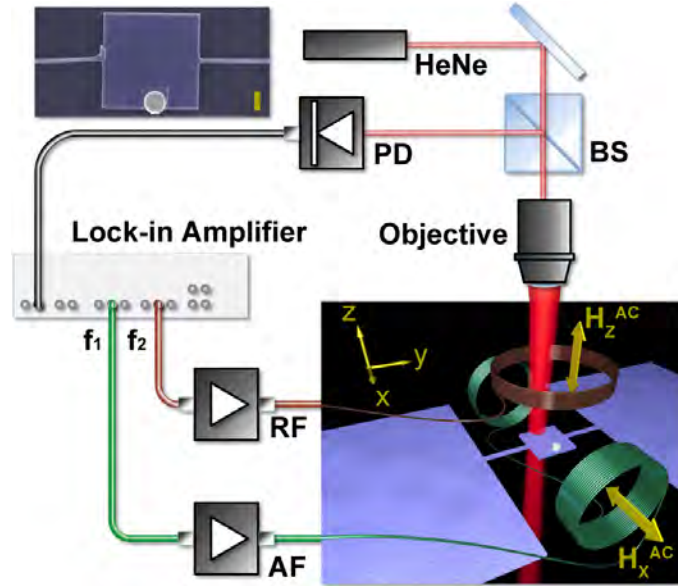 HeNe
PD
BS
Lock-in Amplifier
Objective
f₁
f₂
RF
AF
z
y
x
H_z^AC
H_x^AC